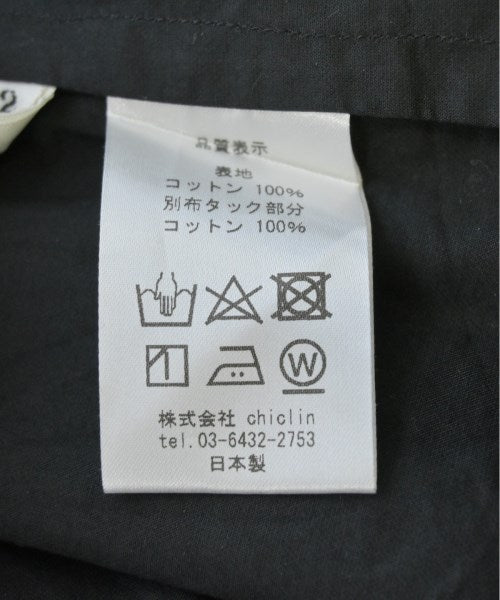 2
品質表示
表地
コットン 100%
別布タック部分
コットン 100%
W
株式会社 chiclin
tel.03-6432-2753
日本製